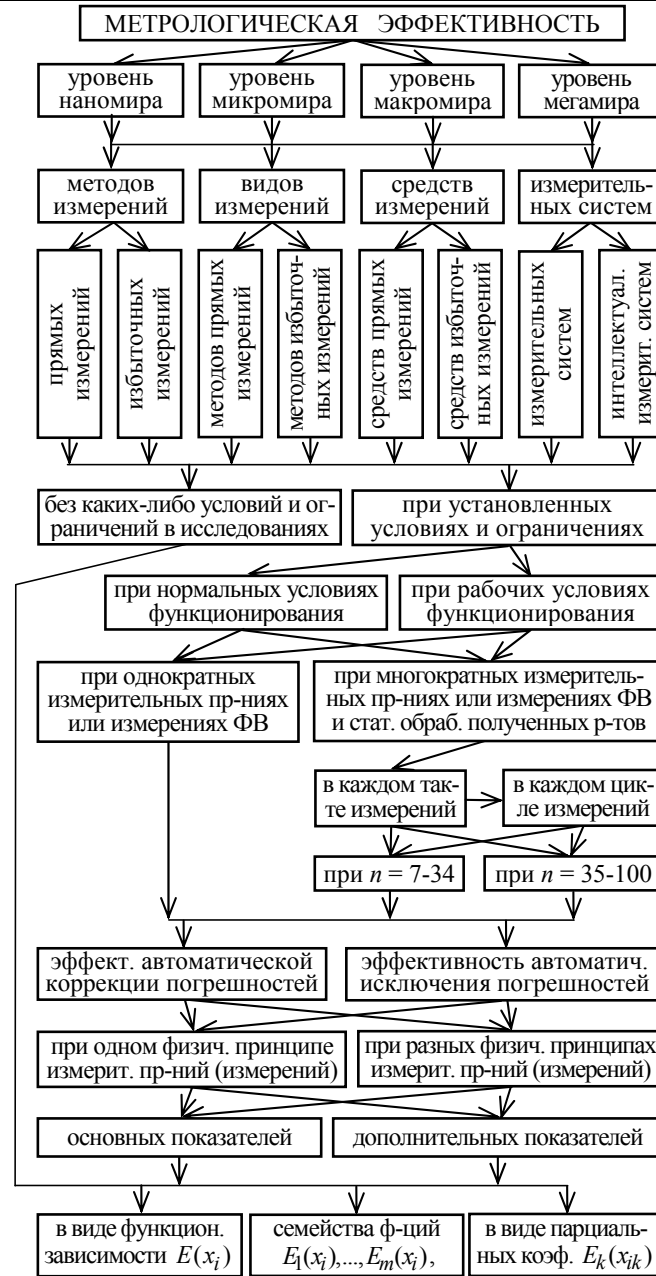 МЕТРОЛОГИЧЕСКАЯ ЭФФЕКТИВНОСТЬ
уровень
наномира
уровень
микромира
уровень
макромира
уровень
мегамира
методов
измерений
видов
измерений
средств
измерений
измеритель-
ных систем
прямых
измерений
избыточных
измерений
методов прямых
измерений
методов избыточ-
ных измерений
средств прямых
измерений
средств избыточ-
ных измерений
измерительных
систем
интеллектуал.
измерит. систем
без каких-либо условий и ог-
раничений в исследованиях
при установленных
условиях и ограничениях
при нормальных условиях
функционирования
при рабочих условиях
функционирования
при однократных
измерительных пр-ниях
или измерениях ФВ
при многократных измеритель-
ных пр-ниях или измерениях ФВ
и стат. обраб. полученных р-тов
в каждом так-
те измерений
в каждом цик-
ле измерений
при n = 7-34
при n = 35-100
эффект. автоматической
коррекции погрешностей
эффективность автоматич.
исключения погрешностей
при одном физич. принципе
измерит. пр-ний (измерений)
при разных физич. принципах
измерит. пр-ний (измерений)
основных показателей
дополнительных показателей
в виде функцион.
зависимости E(xᵢ)
семейства ф-ций
E₁(xᵢ),...,Eₘ(xᵢ),
в виде парциаль-
ных коэф. Eₖ(xᵢₖ)